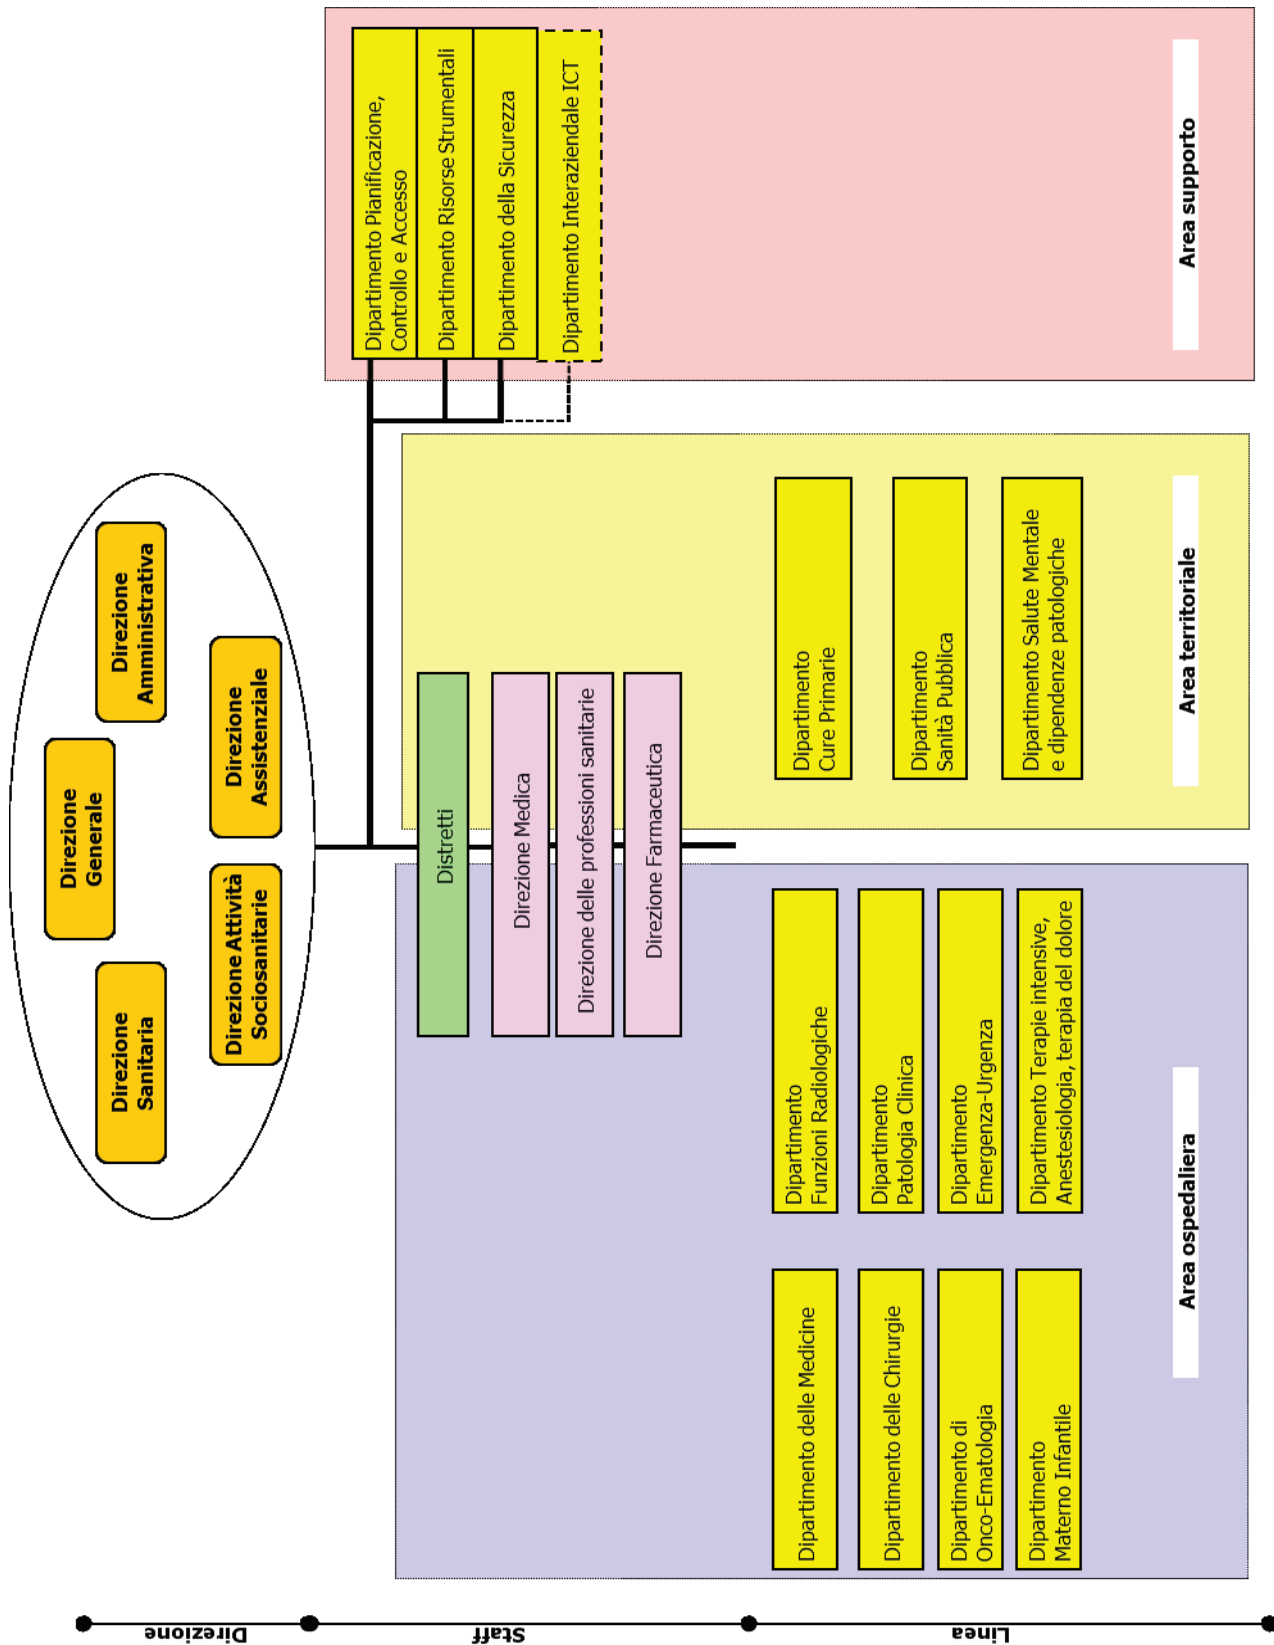 Direzione
Direzione
Generale
Direzione
Sanitaria
Direzione
Amministrativa
Direzione Attività
Sociosanitarie
Direzione
Assistenziale
Staff
Distretti
Direzione Medica
Direzione delle professioni sanitarie
Direzione Farmaceutica
Dipartimento Pianificazione,
Controllo e Accesso
Dipartimento Risorse Strumentali
Dipartimento della Sicurezza
Dipartimento Interaziendale ICT
Linea
Dipartimento delle Medicine
Dipartimento delle Chirurgie
Dipartimento di
Onco-Ematologia
Dipartimento
Materno Infantile
Dipartimento
Funzioni Radiologiche
Dipartimento
Patologia Clinica
Dipartimento
Emergenza-Urgenza
Dipartimento Terapie intensive,
Anestesiologia, terapia del dolore
Dipartimento
Cure Primarie
Dipartimento
Sanità Pubblica
Dipartimento Salute Mentale
e dipendenze patologiche
Area ospedaliera
Area territoriale
Area supporto